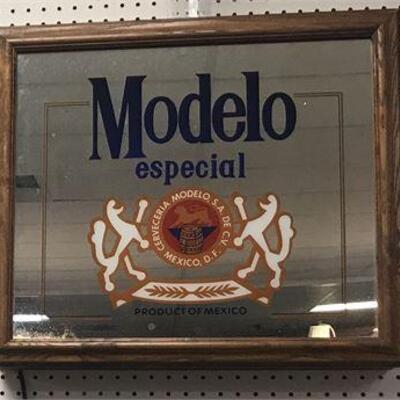 Modelo
especial
CERVECERIA MODELO, S.A. DE C.V.
MEXICO, D.F.
PRODUCT OF MEXICO